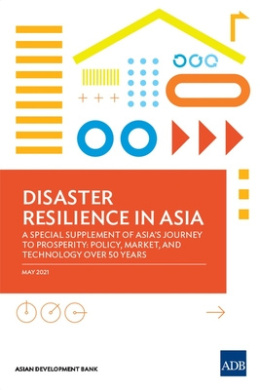 DISASTER
RESILIENCE IN ASIA
A SPECIAL SUPPLEMENT OF ASIA'S JOURNEY
TO PROSPERITY: POLICY, MARKET, AND
TECHNOLOGY OVER 50 YEARS
MAY 2021
ASIAN DEVELOPMENT BANK
ADB